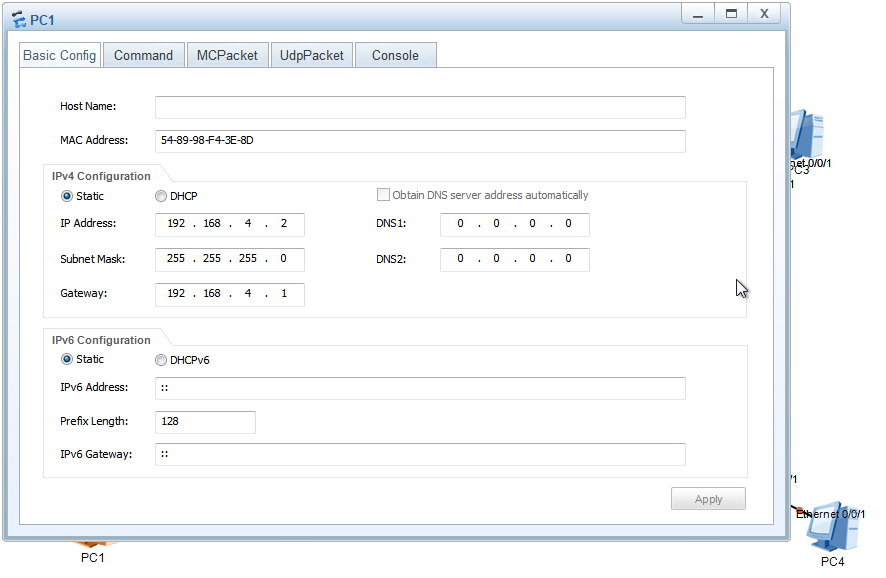 PC1
Basic Config Command MCPacket UdpPacket Console
Host Name:
MAC Address: 54-89-98-F4-3E-8D
IPv4 Configuration
Static DHCP Obtain DNS server address automatically
IP Address: 192 . 168 . 4 . 2 DNS1: 0 . 0 . 0 . 0
Subnet Mask: 255 . 255 . 255 . 0 DNS2: 0 . 0 . 0 . 0
Gateway: 192 . 168 . 4 . 1
IPv6 Configuration
Static DHCPv6
IPv6 Address: ::
Prefix Length: 128
IPv6 Gateway: ::
Apply
net 0/0/1
PC3
/1
Ethernet 0/0/1
PC4
PC1